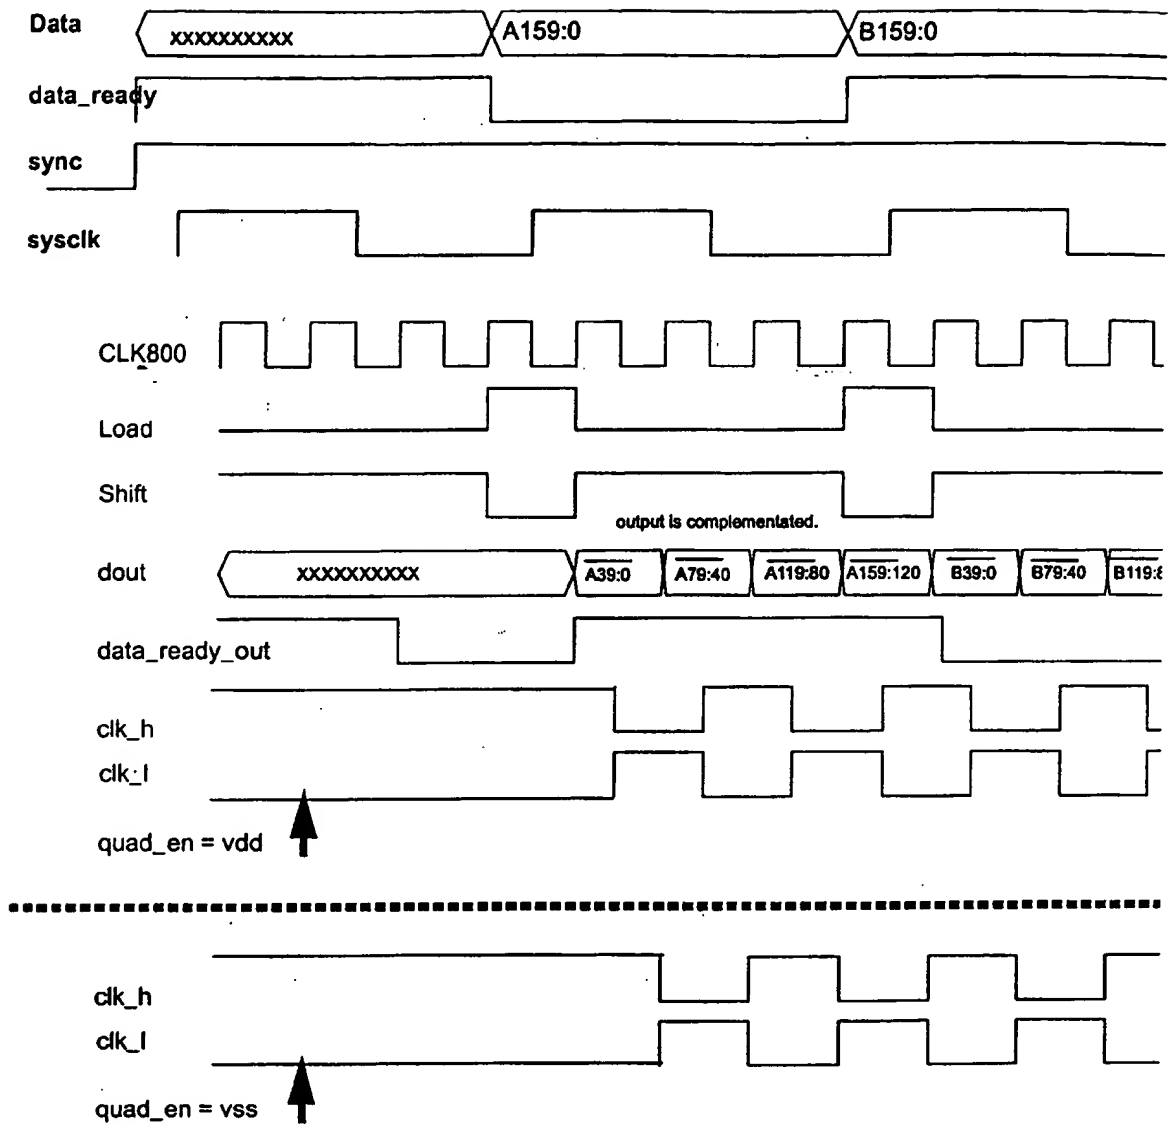 Data xxxxxxxxxx A159:0 B159:0
data_ready
sync
sysclk
CLK800
Load
Shift
output is complementated.
dout xxxxxxxxxx A39:0 A79:40 A119:80 A159:120 B39:0 B79:40 B119:8
data_ready_out
clk_h
clk_l
quad_en = vdd
clk_h
clk_l
quad_en = vss